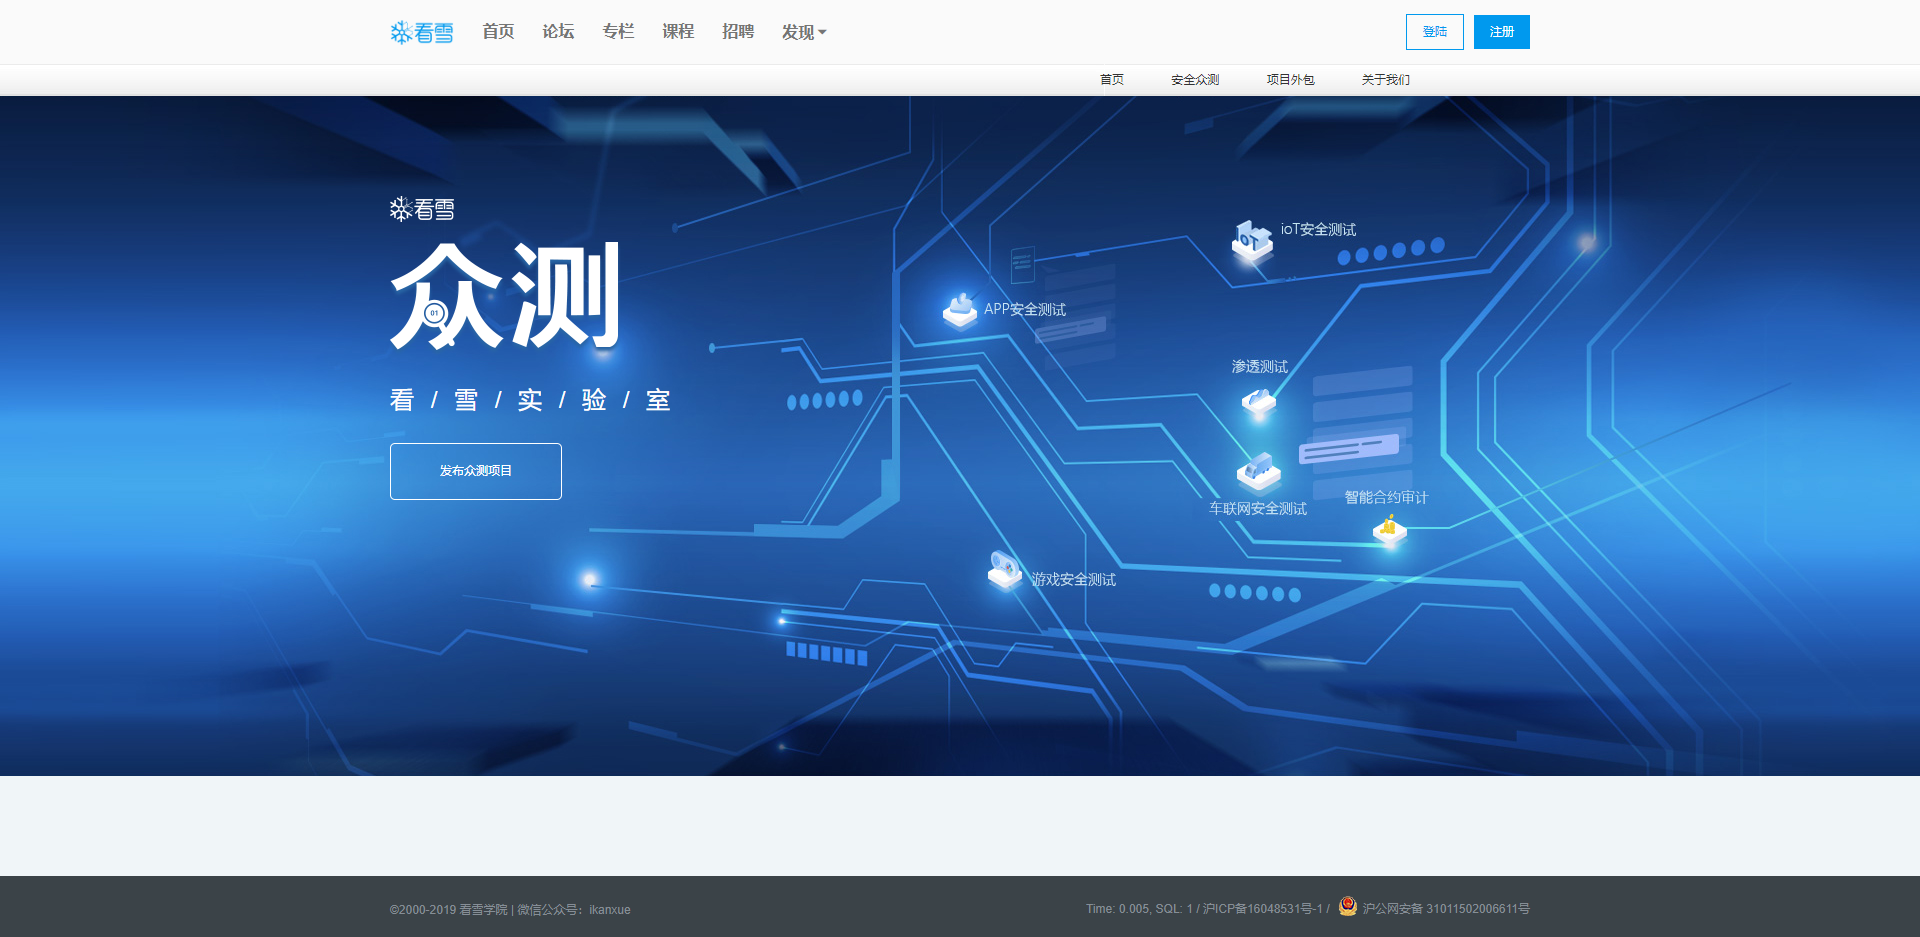 看雪 首页 论坛 专栏 课程 招聘 发现 登陆 注册
首页 安全众测 项目外包 关于我们
看雪
众测
01
看 / 雪 / 实 / 验 / 室
发布众测项目
ioT安全测试
IOT
APP安全测试
渗透测试
车联网安全测试
智能合约审计
游戏安全测试
©2000-2019 看雪学院 | 微信公众号：ikanxue
Time: 0.005, SQL: 1 / 沪ICP备16048531号-1 / 沪公网安备 31011502006611号